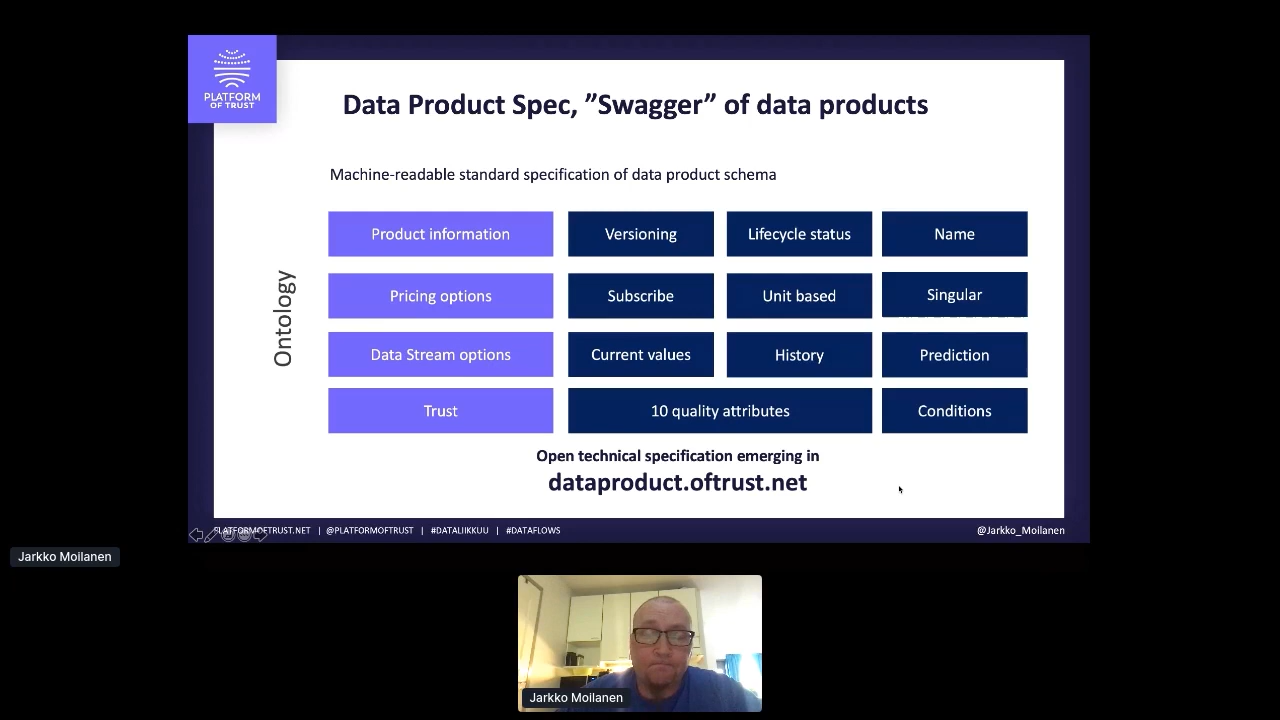 PLATFORM
OF TRUST
Data Product Spec, ”Swagger” of data products
Machine-readable standard specification of data product schema
Ontology
Product information
Versioning
Lifecycle status
Name
Pricing options
Subscribe
Unit based
Singular
Data Stream options
Current values
History
Prediction
Trust
10 quality attributes
Conditions
Open technical specification emerging in
dataproduct.oftrust.net
PLATFORMOFTRUST.NET | @PLATFORMOFTRUST | #DATALIIKKUU | #DATAFLOWS
@Jarkko_Moilanen
Jarkko Moilanen
Jarkko Moilanen